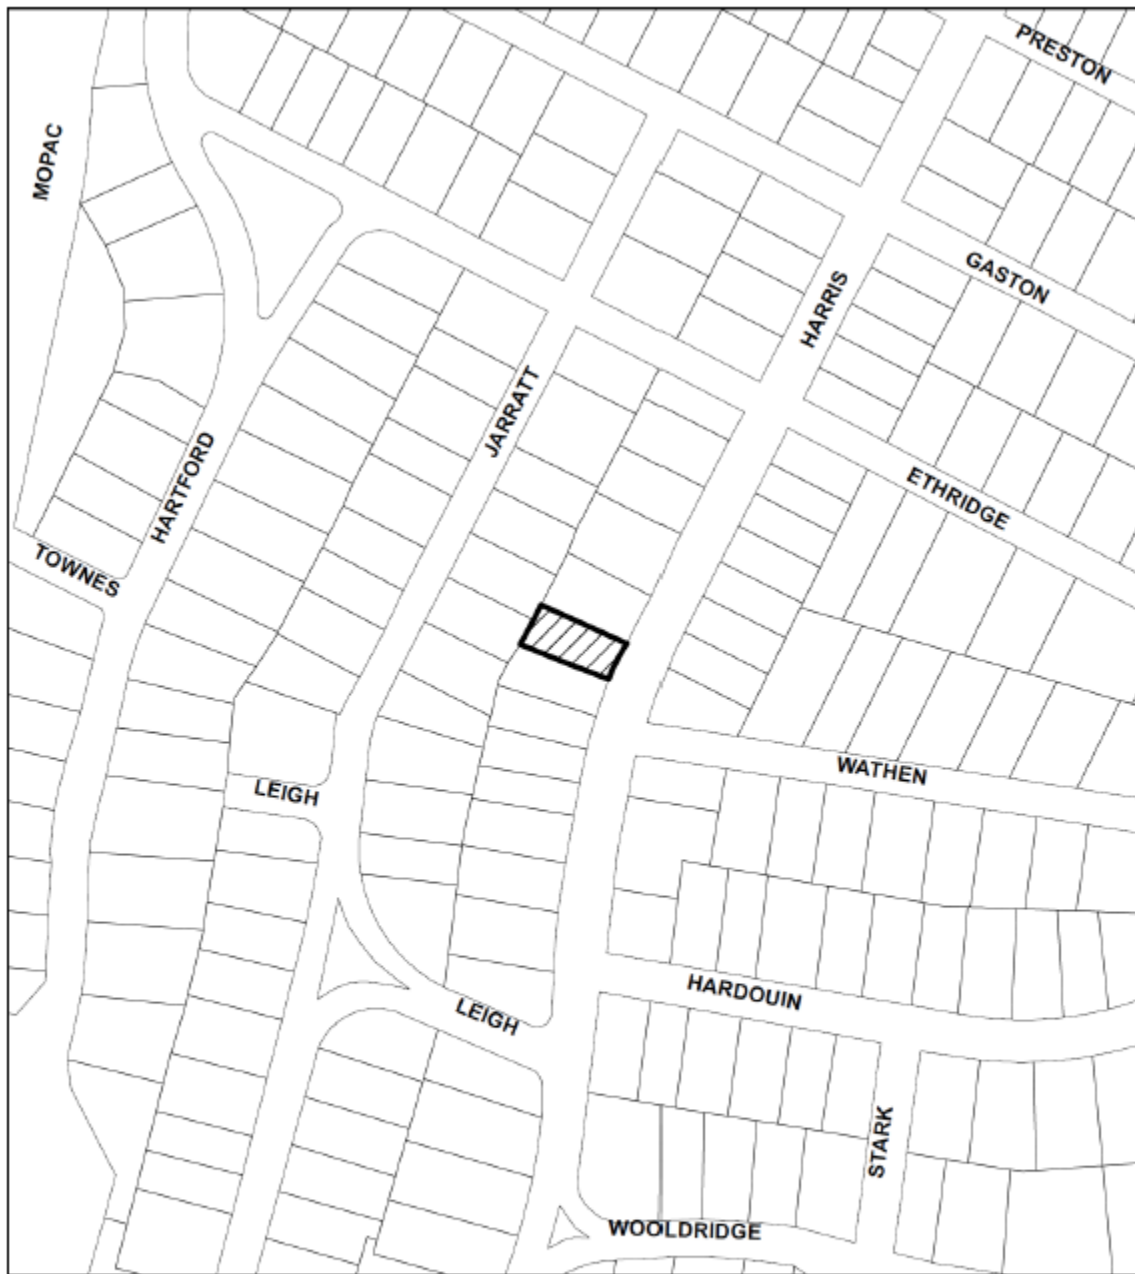 PRESTON
MOPAC
GASTON
HARRIS
JARRATT
HARTFORD
ETHRIDGE
TOWNES
WATHEN
LEIGH
HARDOUIN
LEIGH
STARK
WOOLDRIDGE